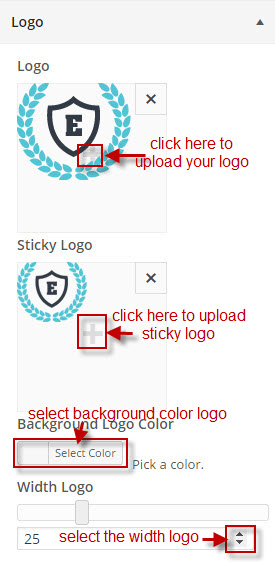 Logo
Logo
E
click here to
upload your logo
Sticky Logo
E
click here to upload
sticky logo
select background color logo
Background Logo Color
Select Color
Pick a color.
Width Logo
25
select the width logo